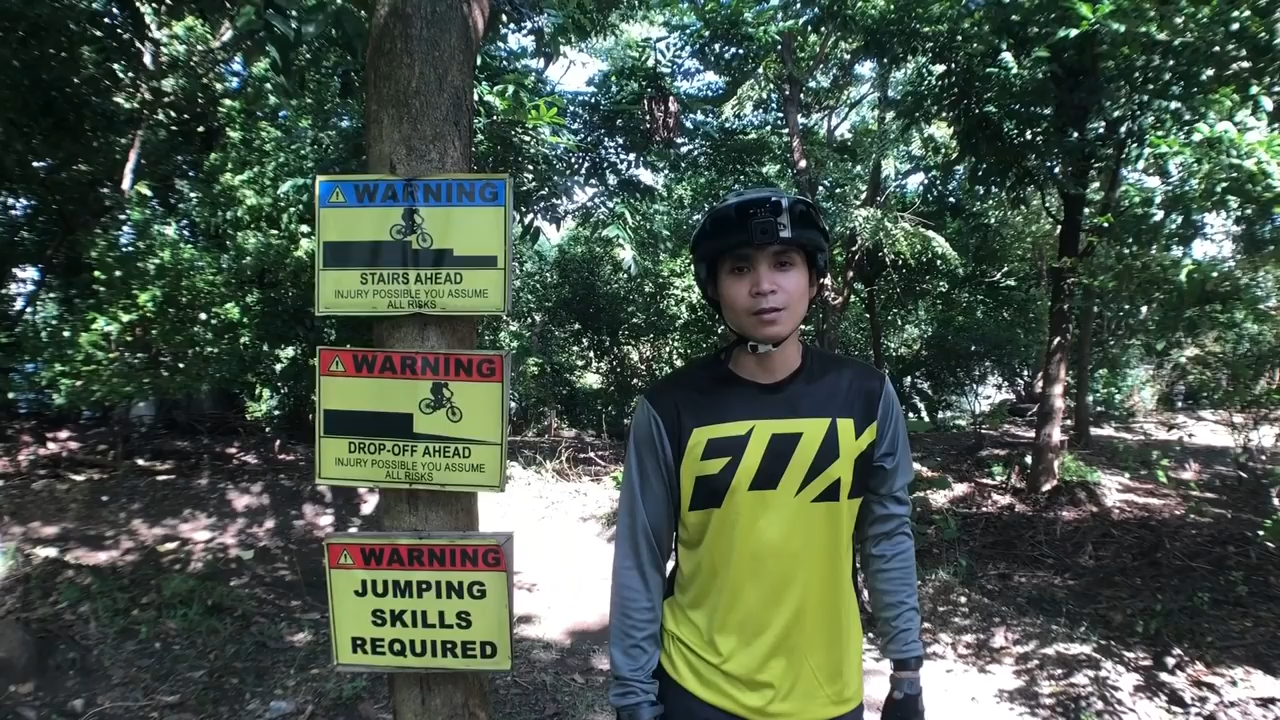 WARNING
STAIRS AHEAD
INJURY POSSIBLE YOU ASSUME
ALL RISKS
WARNING
DROP-OFF AHEAD
INJURY POSSIBLE YOU ASSUME
ALL RISKS
WARNING
JUMPING
SKILLS
REQUIRED
FOX